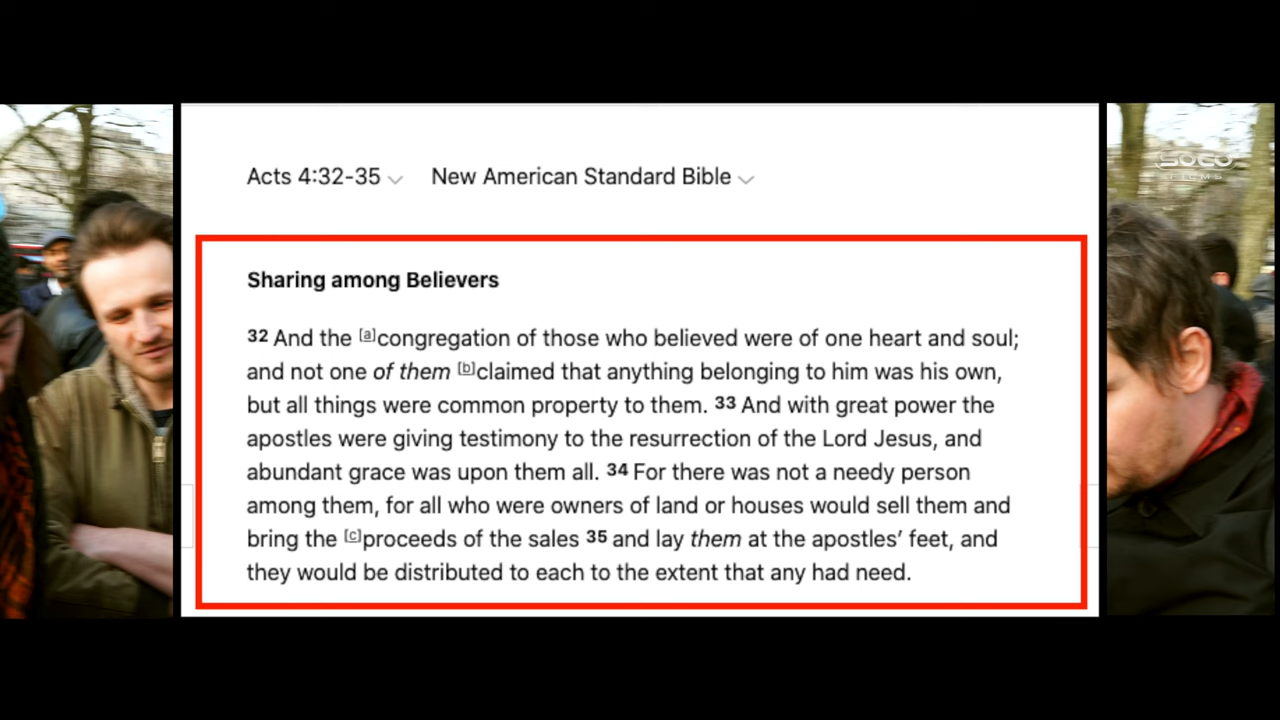 SOCO
FILMS
Acts 4:32-35 New American Standard Bible
Sharing among Believers
32 And the [a]congregation of those who believed were of one heart and soul;
and not one of them [b]claimed that anything belonging to him was his own,
but all things were common property to them. 33 And with great power the
apostles were giving testimony to the resurrection of the Lord Jesus, and
abundant grace was upon them all. 34 For there was not a needy person
among them, for all who were owners of land or houses would sell them and
bring the [c]proceeds of the sales 35 and lay them at the apostles’ feet, and
they would be distributed to each to the extent that any had need.